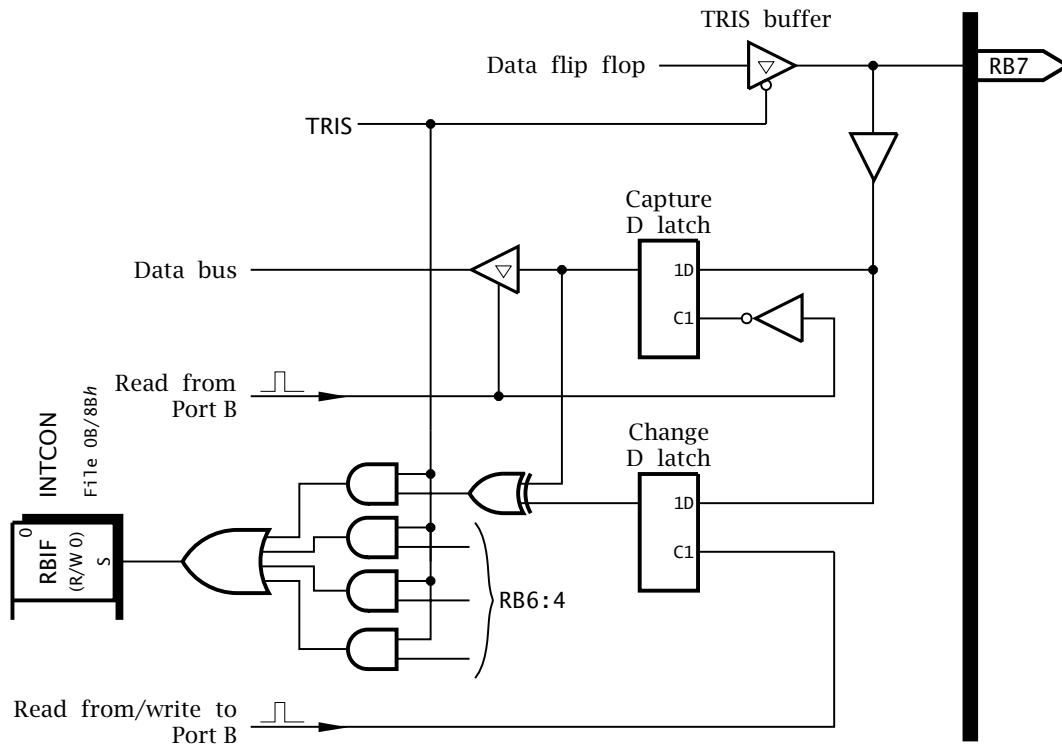 TRIS buffer
Data flip flop
RB7
TRIS
Capture
D latch
Data bus
1D
C1
Read from
Port B
Change
D latch
INTCON
File 0B/8Bh
1D
0
RBIF
(R/W 0)
S
C1
RB6:4
Read from/write to
Port B